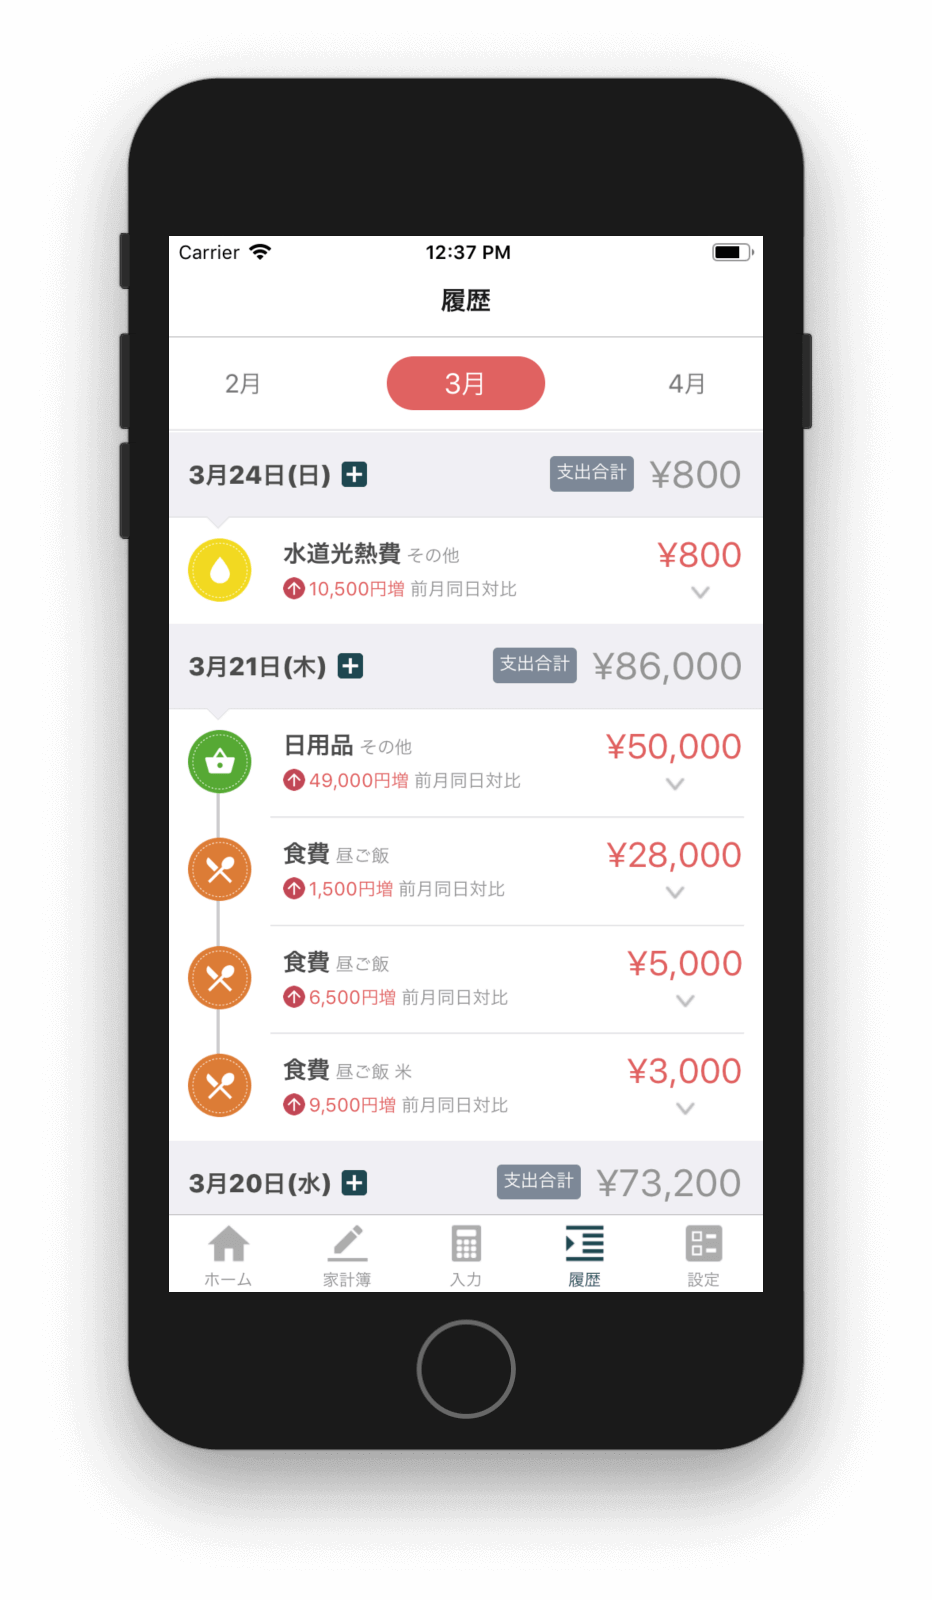 Carrier 12:37 PM
履歴
2月 3月 4月
3月24日(日) 支出合計 ¥800
水道光熱費 その他 ¥800
10,500円増 前月同日対比
3月21日(木) 支出合計 ¥86,000
日用品 その他 ¥50,000
49,000円増 前月同日対比
食費 昼ご飯 ¥28,000
1,500円増 前月同日対比
食費 昼ご飯 ¥5,000
6,500円増 前月同日対比
食費 昼ご飯 米 ¥3,000
9,500円増 前月同日対比
3月20日(水) 支出合計 ¥73,200
ホーム 家計簿 入力 履歴 設定